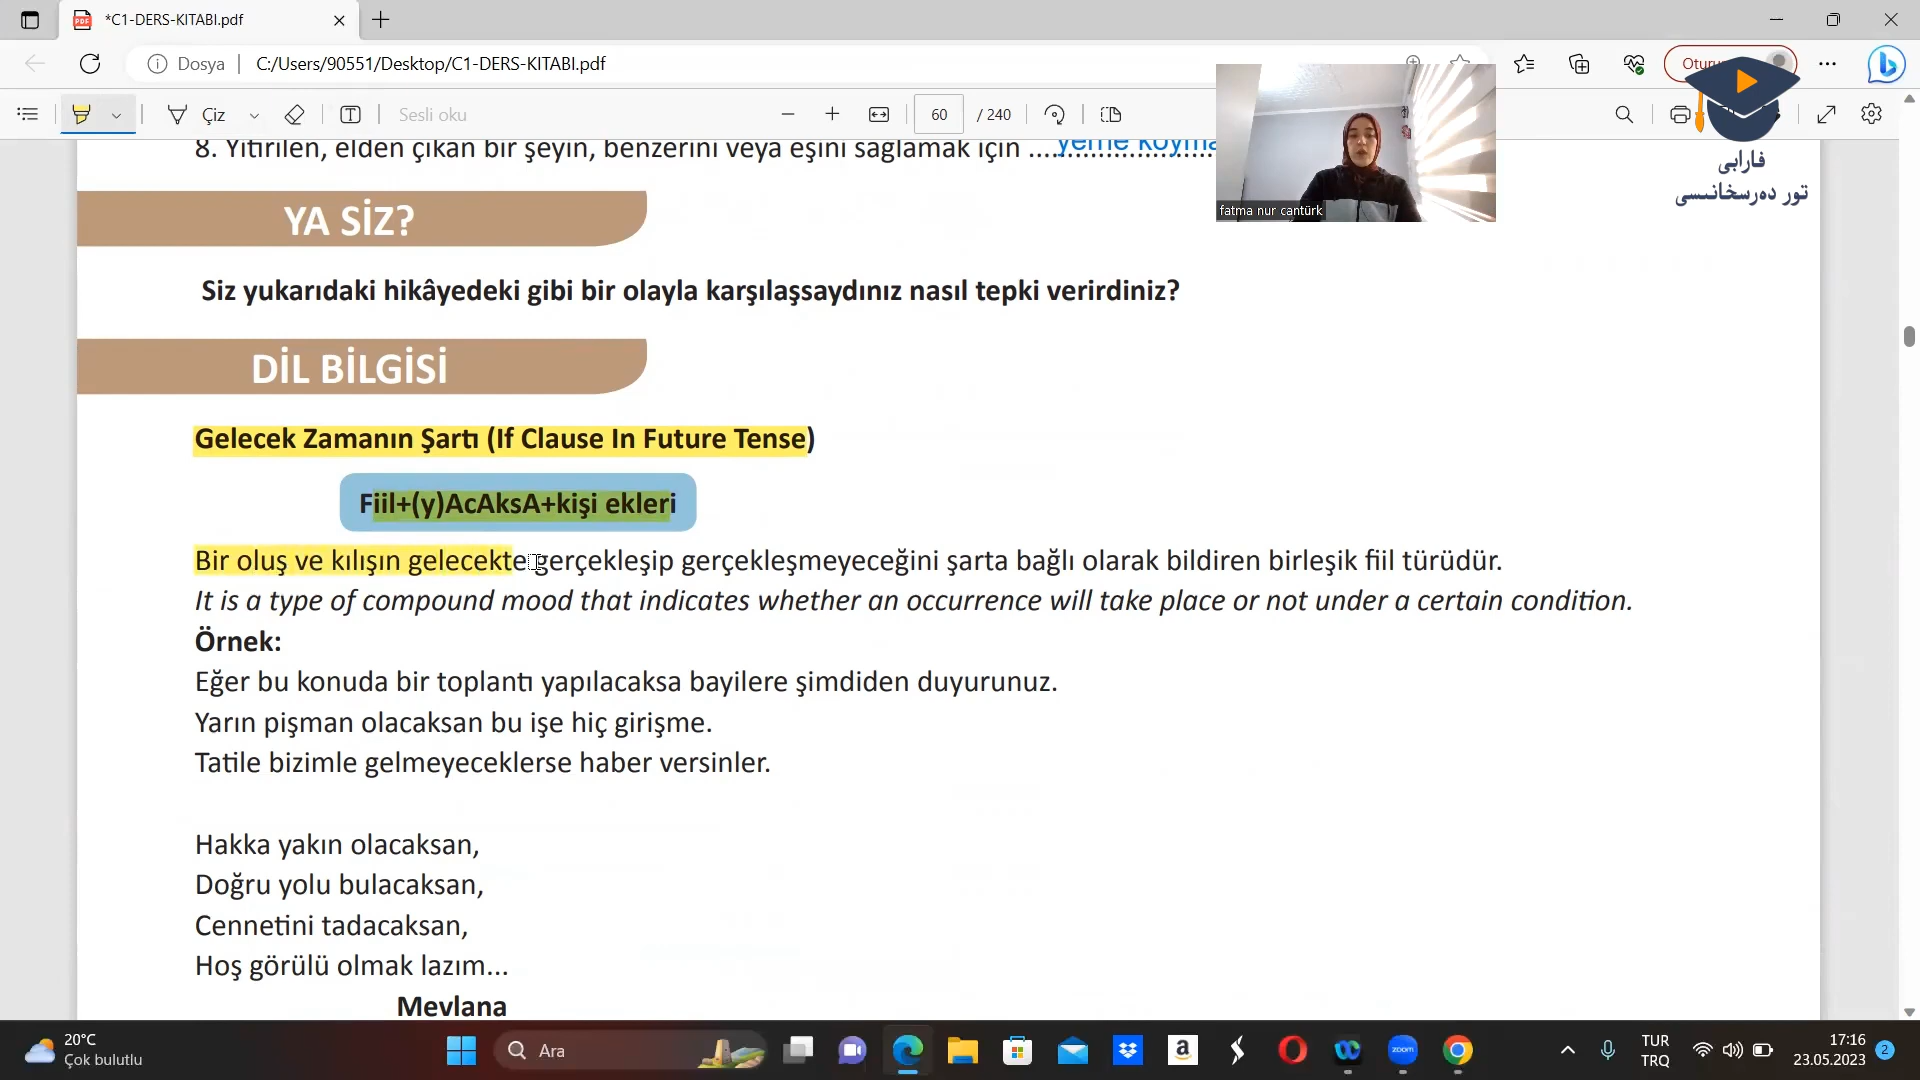 *C1-DERS-KITABI.pdf
Dosya
C:/Users/90551/Desktop/C1-DERS-KITABI.pdf
Çiz
Sesli oku
60 / 240
8. Yitirilen, elden çıkan bir şeyin, benzerini veya eşini sağlamak için
YA SİZ?
Siz yukarıdaki hikâyedeki gibi bir olayla karşılaşsaydınız nasıl tepki verirdiniz?
DİL BİLGİSİ
Gelecek Zamanın Şartı (If Clause In Future Tense)
Fiil+(y)AcAksA+kişi ekleri
Bir oluş ve kılışın gelecekte gerçekleşip gerçekleşmeyeceğini şarta bağlı olarak bildiren birleşik fiil türüdür.
It is a type of compound mood that indicates whether an occurrence will take place or not under a certain condition.
Örnek:
Eğer bu konuda bir toplantı yapılacaksa bayilere şimdiden duyurunuz.
Yarın pişman olacaksan bu işe hiç girişme.
Tatile bizimle gelmeyeceklerse haber versinler.
Hakka yakın olacaksan,
Doğru yolu bulacaksan,
Cennetini tadacaksan,
Hoş görülü olmak lazım...
Mevlana
fatma nur cantürk
فارابى
تور دەرسخانىسى
20°C
Çok bulutlu
Ara
zoom
TUR
TRQ
17:16
23.05.2023
2